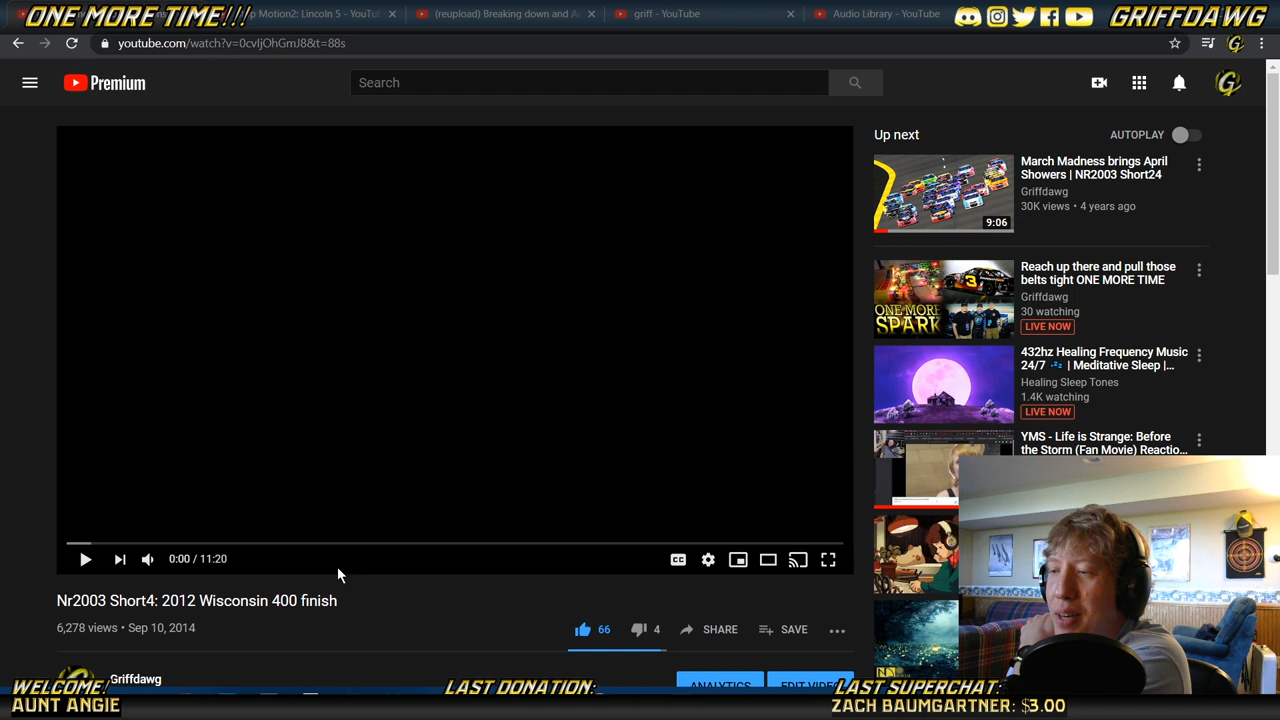 ONE MORE TIME!!!
Motion2: Lincoln 5 - YouTu
(reupload) Breaking down and A
griff - YouTube
Audio Library - YouTube
GRIFFDAWG
youtube.com/watch?v=0cvIjOhGmJ8&t=88s
Premium
Search
Up next
AUTOPLAY
March Madness brings April
Showers | NR2003 Short24
Griffdawg
30K views • 4 years ago
9:06
Reach up there and pull those
belts tight ONE MORE TIME
Griffdawg
30 watching
LIVE NOW
ONE MORE
SPARK
432hz Healing Frequency Music
24/7 💤 | Meditative Sleep |...
Healing Sleep Tones
1.4K watching
LIVE NOW
YMS - Life is Strange: Before
the Storm (Fan Movie) Reactio...
0:00 / 11:20
CC
Nr2003 Short4: 2012 Wisconsin 400 finish
6,278 views • Sep 10, 2014
66
4
SHARE
SAVE
Griffdawg
ANALYTICS
EDIT VIDEO
WELCOME!
AUNT ANGIE
LAST DONATION:
LAST SUPERCHAT:
ZACH BAUMGARTNER: $3.00